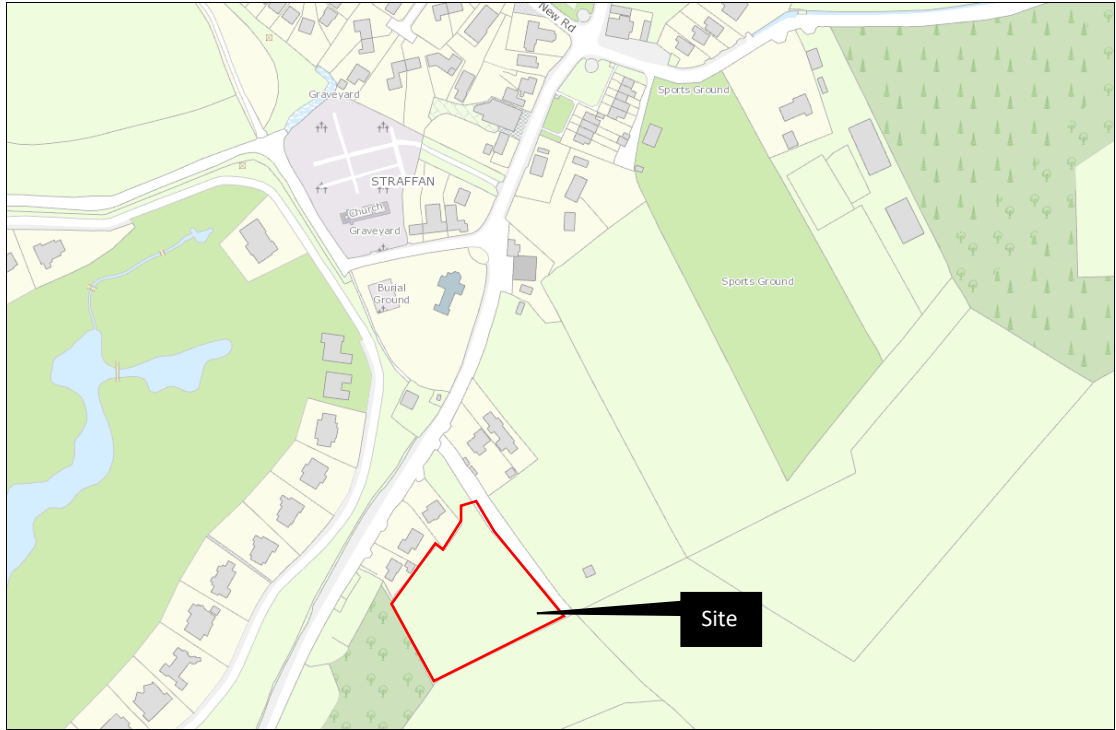 New Rd
Sports Ground
Graveyard
STRAFFAN
Church
Graveyard
Burial
Ground
Sports Ground
Site